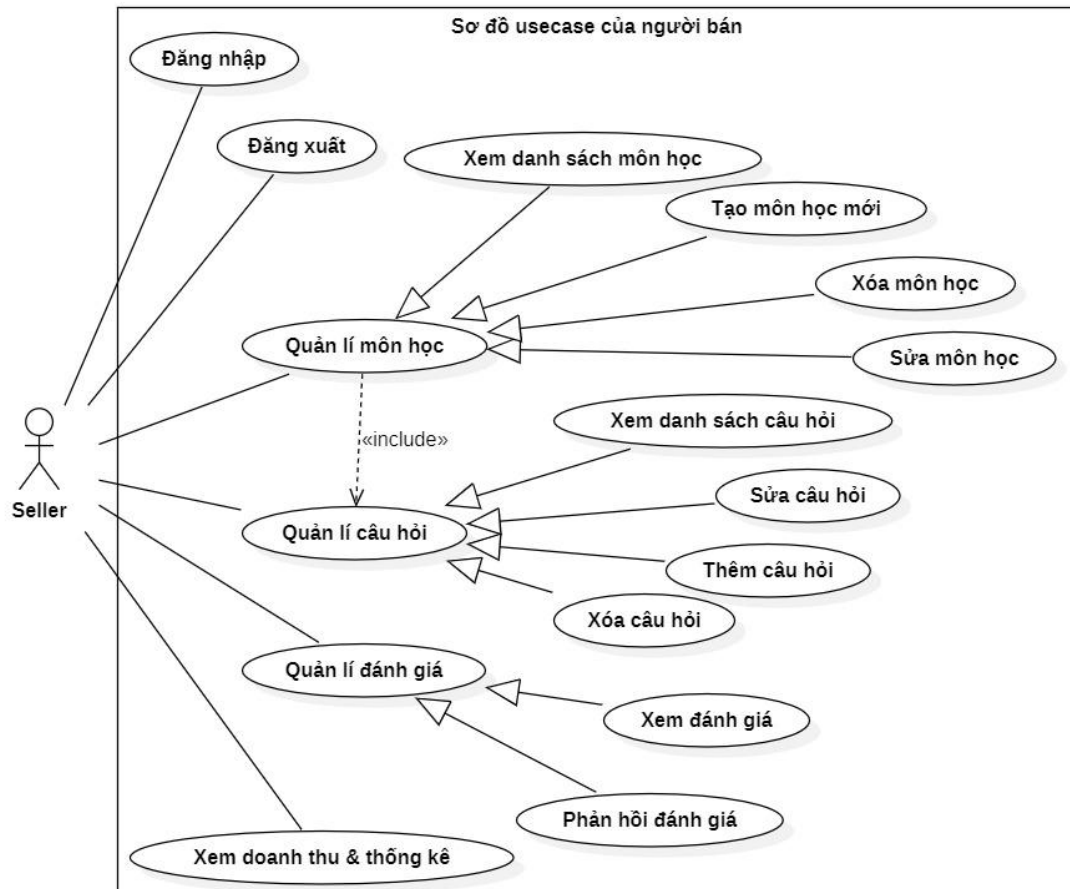 Sơ đồ usecase của người bán
Đăng nhập
Đăng xuất
Xem danh sách môn học
Tạo môn học mới
Xóa môn học
Quản lí môn học
Sửa môn học
Xem danh sách câu hỏi
«include»
Sửa câu hỏi
Seller
Quản lí câu hỏi
Thêm câu hỏi
Xóa câu hỏi
Quản lí đánh giá
Xem đánh giá
Phản hồi đánh giá
Xem doanh thu & thống kê